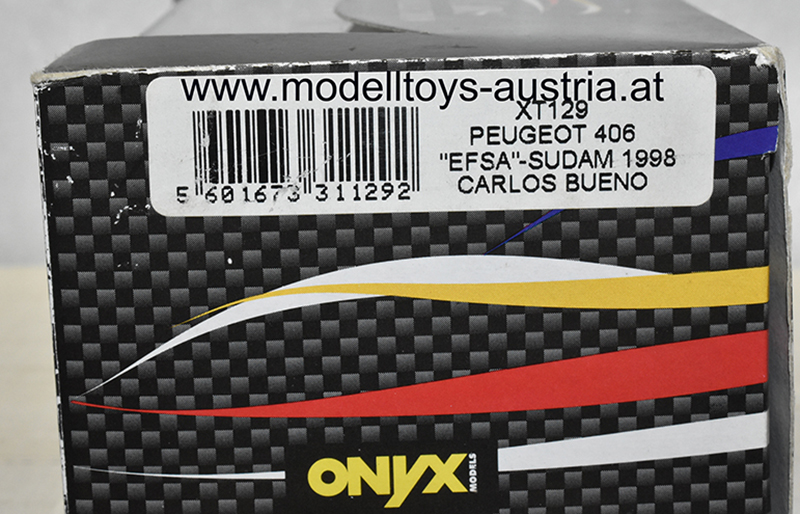 www.modelltoys-austria.at
XT129
PEUGEOT 406
"EFSA"-SUDAM 1998
CARLOS BUENO
5 601673 311292
ONYX MODELS